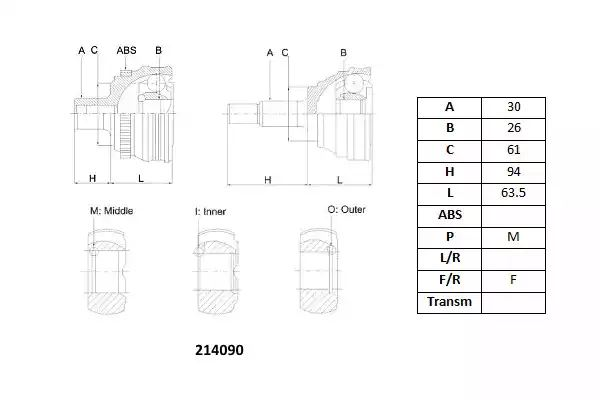 A C ABS B
A C B
H L
H L
M: Middle I: Inner O: Outer
214090
A 30
B 26
C 61
H 94
L 63.5
ABS
P M
L/R
F/R F
Transm